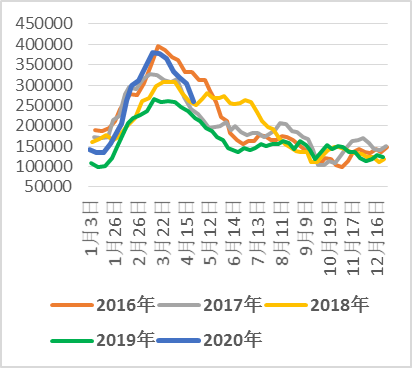 450000
400000
350000
300000
250000
200000
150000
100000
50000
1月3日
1月26日
2月26日
3月22日
4月15日
5月12日
6月14日
7月13日
8月11日
9月9日
10月19日
11月17日
12月16日
2016年 2017年 2018年
2019年 2020年